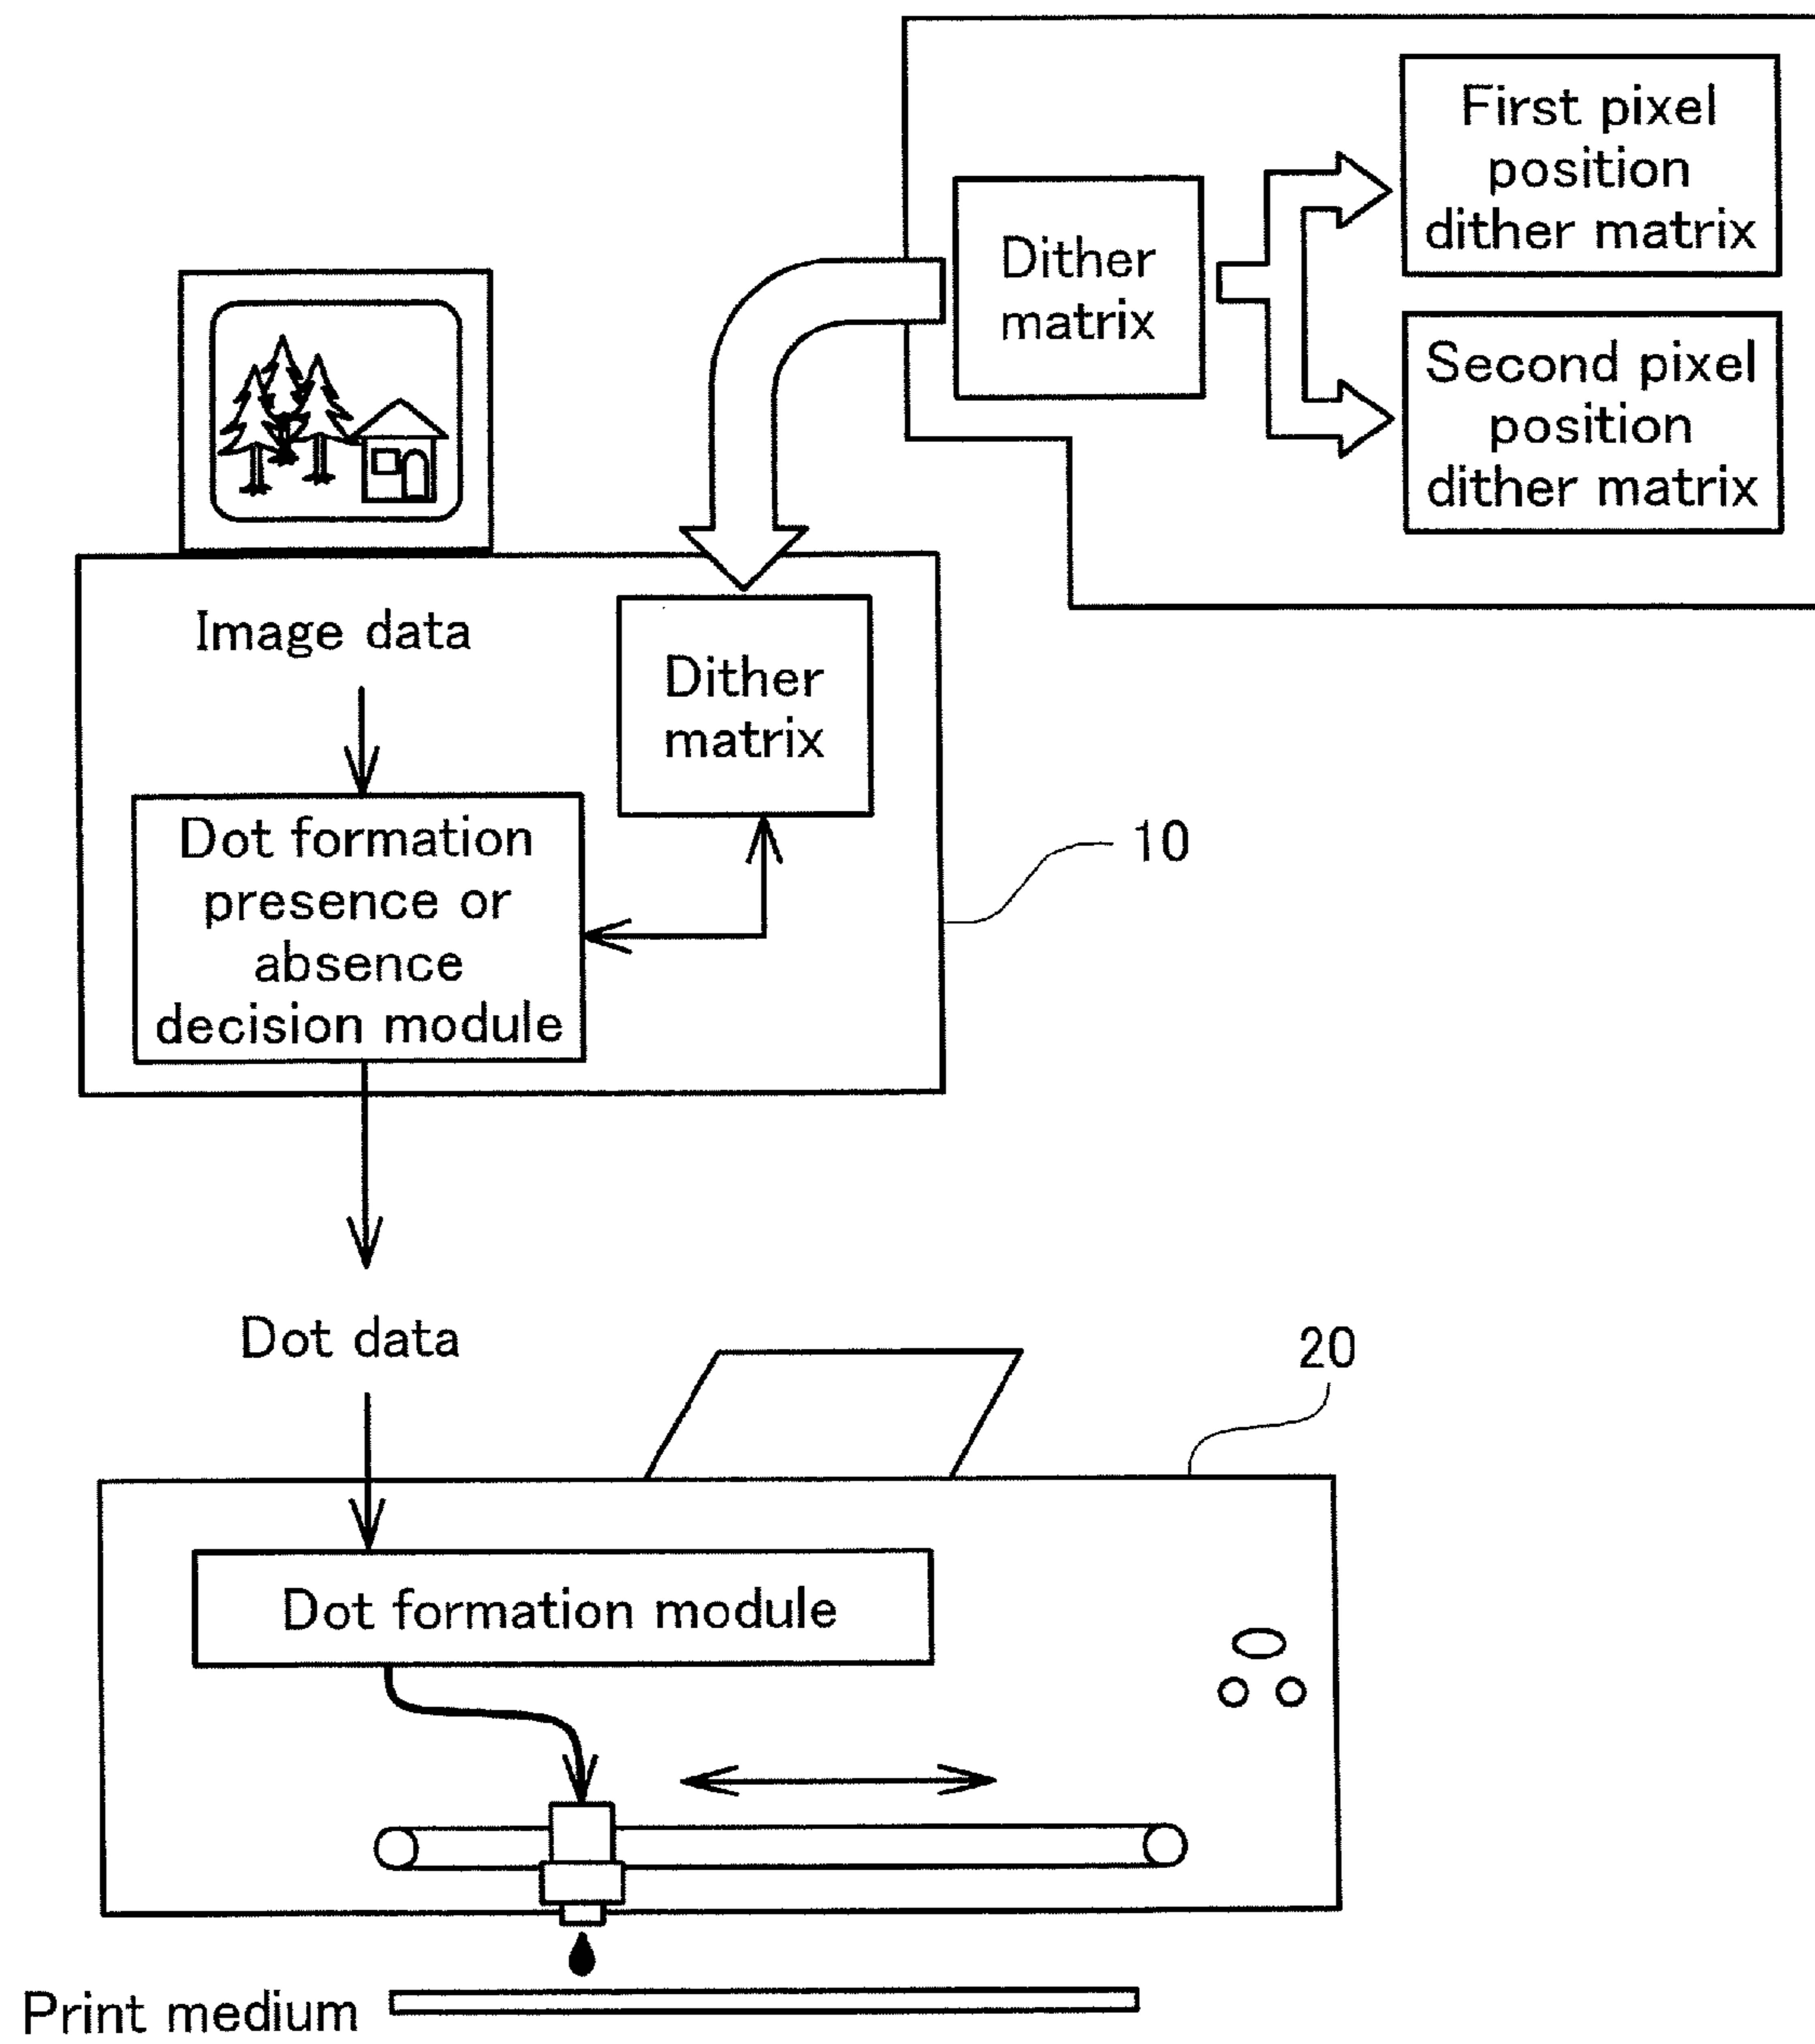 First pixel
position
dither matrix
Dither
matrix
Second pixel
position
dither matrix
Image data
Dither
matrix
Dot formation
presence or
absence
decision module
10
Dot data
20
Dot formation module
Print medium